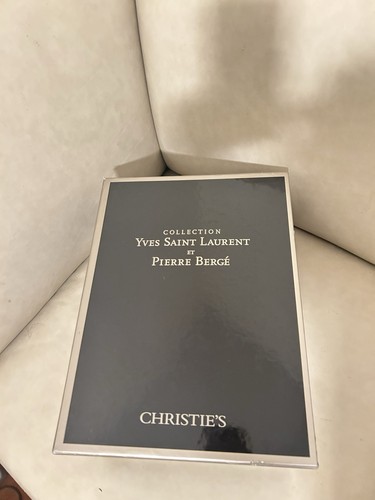 COLLECTION
YVES SAINT LAURENT
ET
PIERRE BERGÉ
CHRISTIE'S